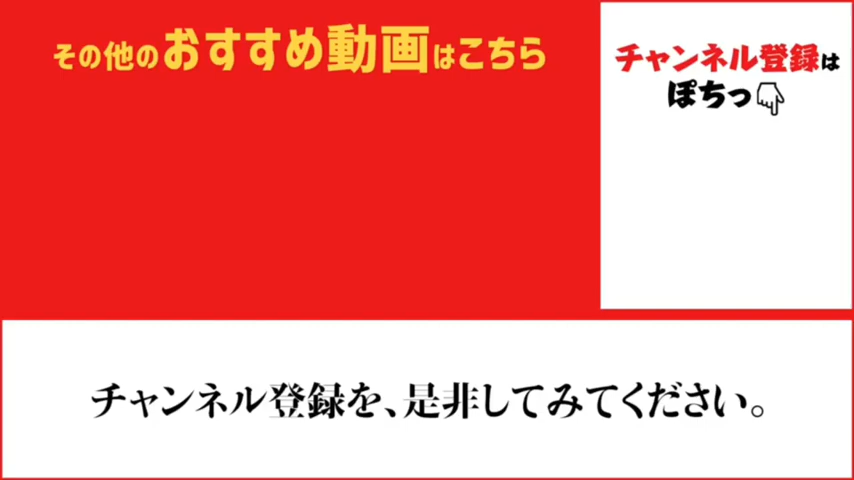 その他のおすすめ動画はこちら
チャンネル登録は
ぽちっ
チャンネル登録を、是非してみてください。